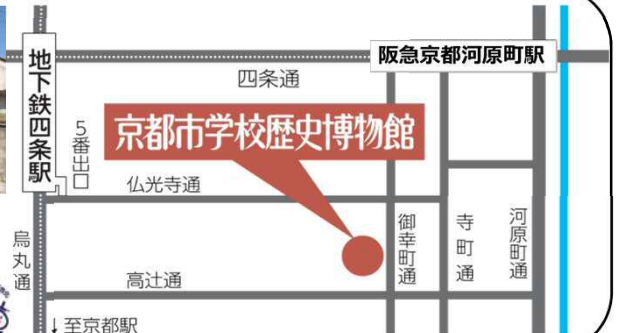 阪急京都河原町駅
地下鉄四条駅
四条通
京都市学校歴史博物館
5番出口
仏光寺通
御幸町通
寺町通
河原町通
烏丸通
高辻通
↓至京都駅